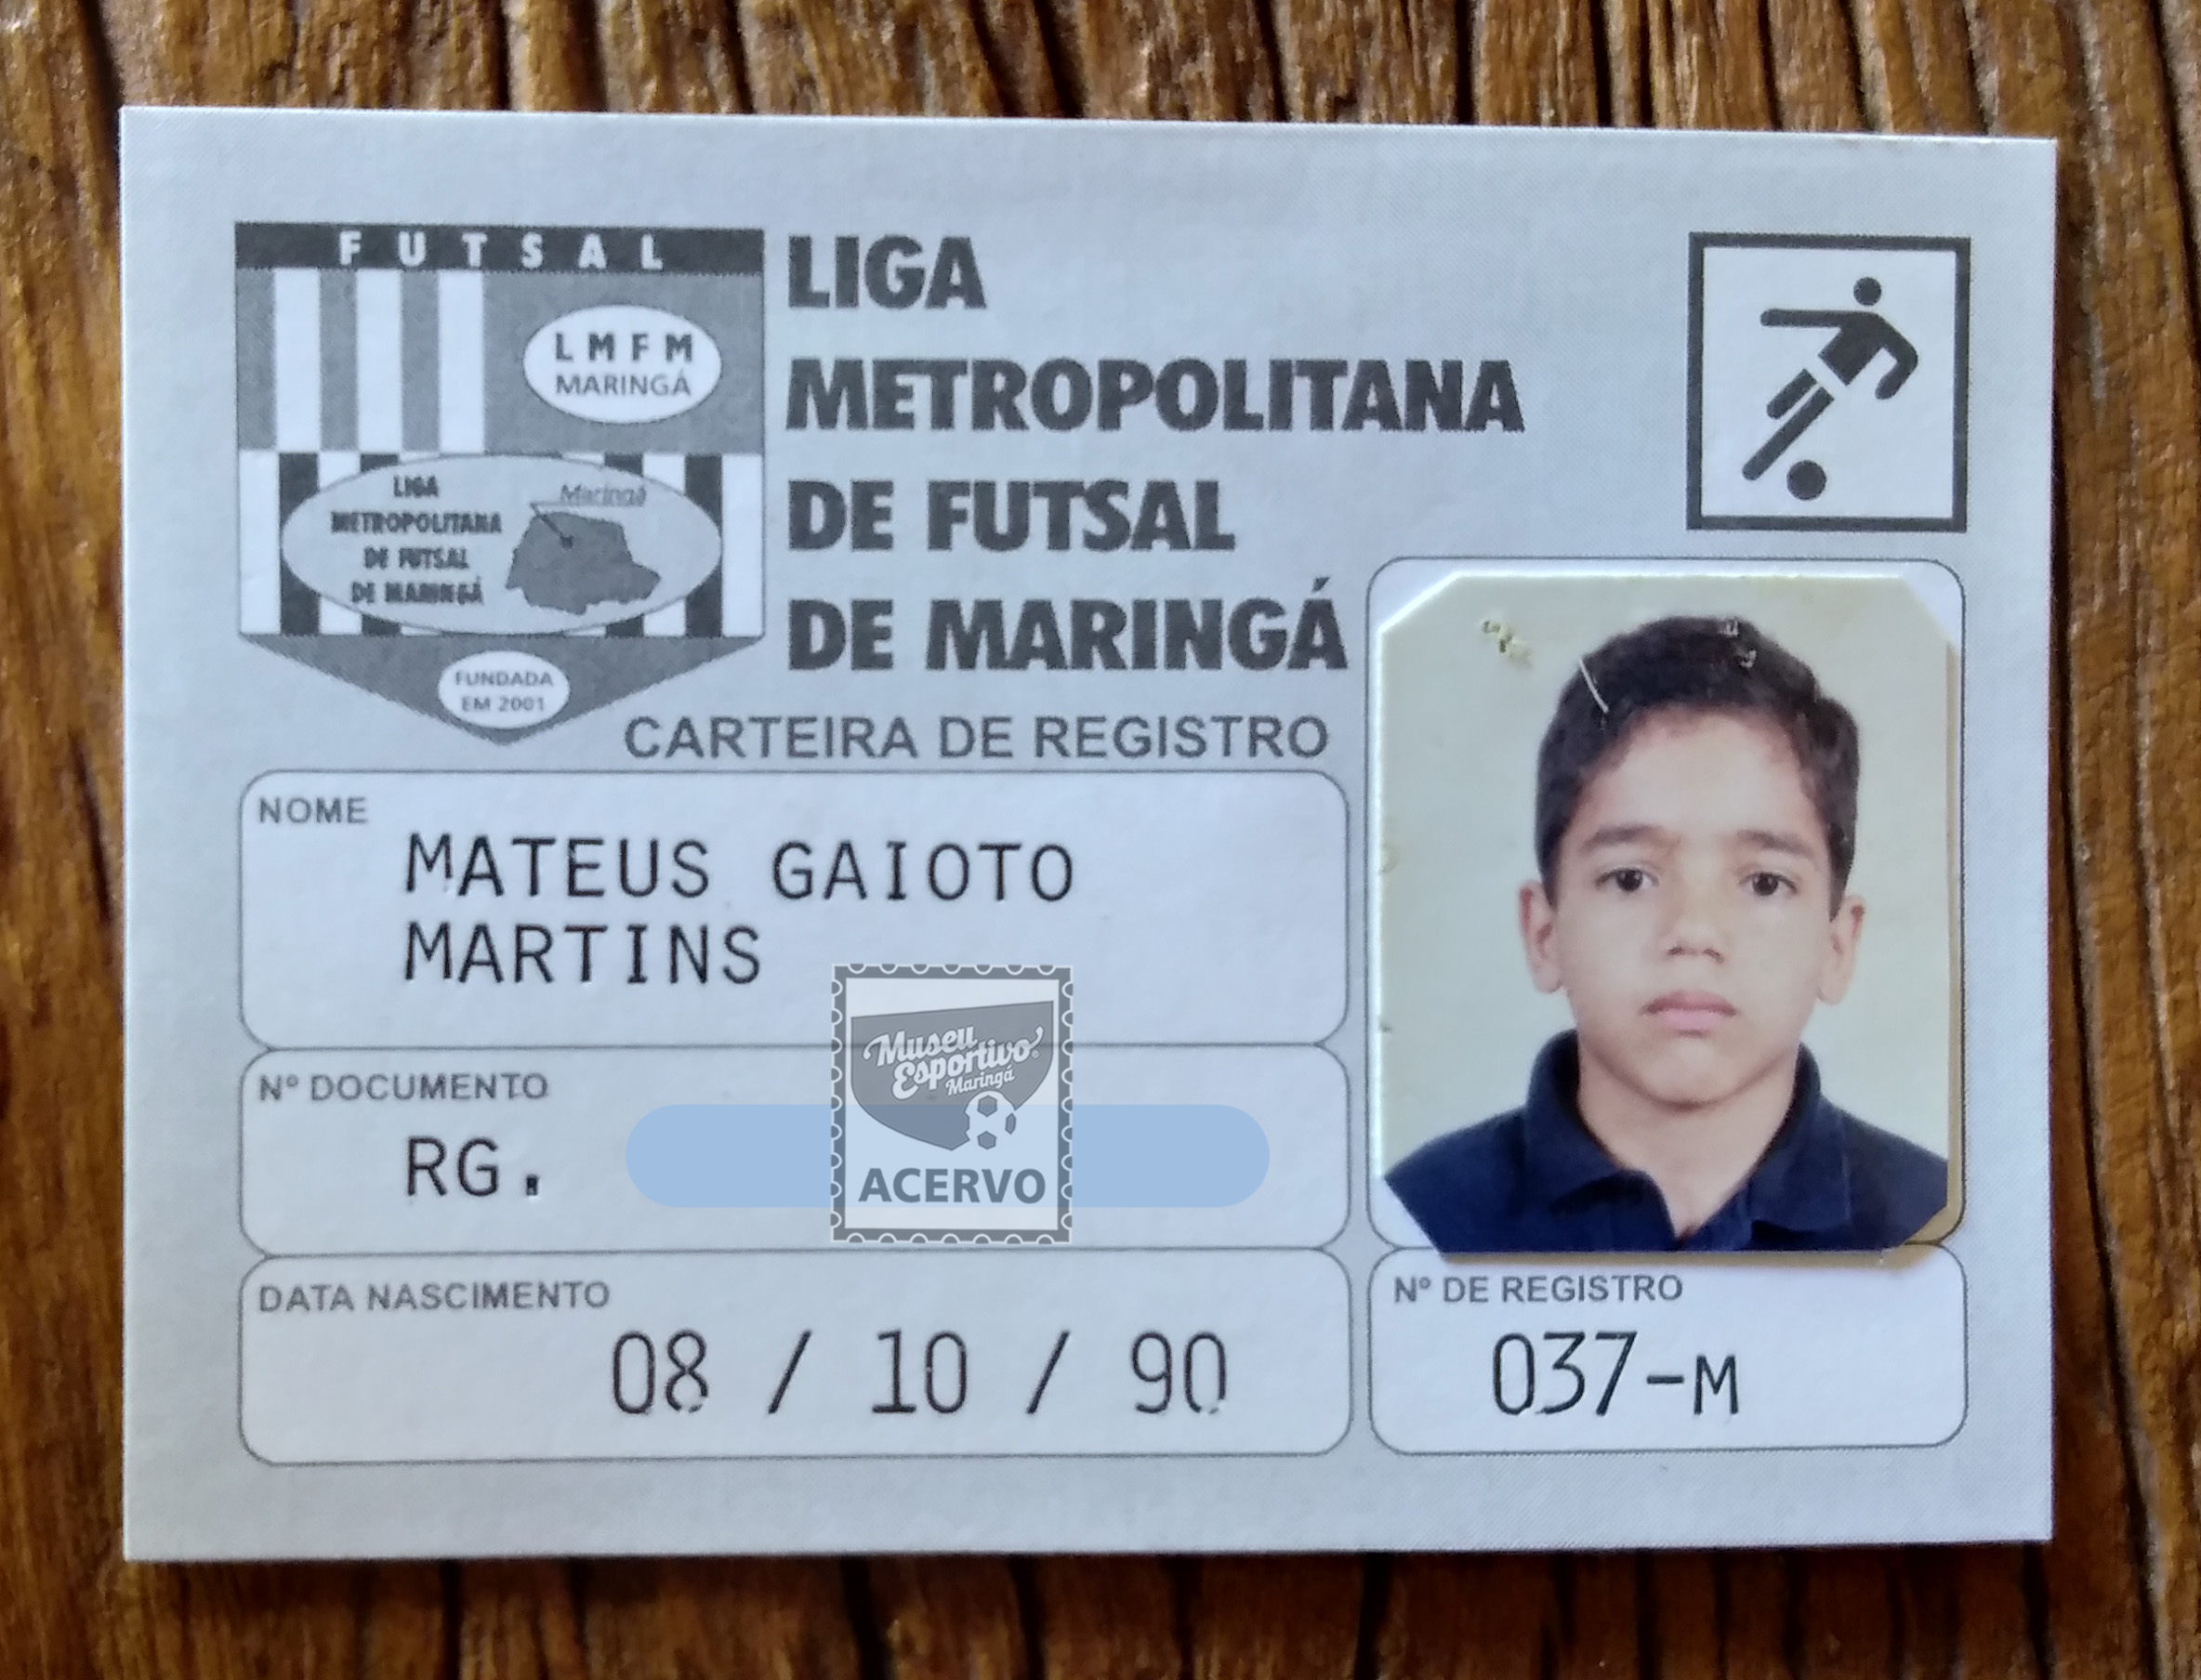 FUTSAL
LMFM
MARINGÁ
LIGA
METROPOLITANA
DE FUTSAL
DE MARINGÁ
Maringá
FUNDADA
EM 2001
LIGA
METROPOLITANA
DE FUTSAL
DE MARINGÁ
CARTEIRA DE REGISTRO
NOME
MATEUS GAIOTO
MARTINS
Nº DOCUMENTO
RG.
Museu
Esportivo
Maringá
ACERVO
DATA NASCIMENTO
08 / 10 / 90
Nº DE REGISTRO
037-M